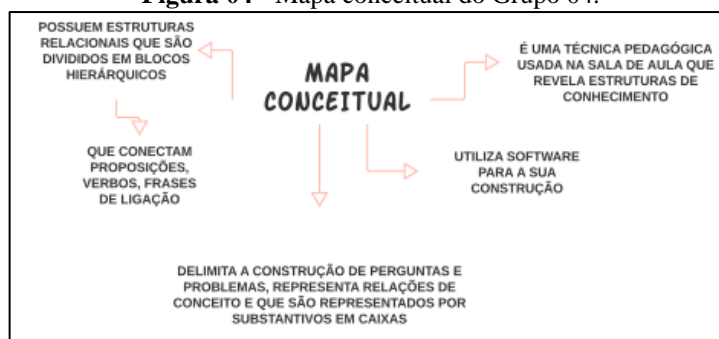 Figura 04 - Mapa conceitual do Grupo 04.
POSSUEM ESTRUTURAS
RELACIONAIS QUE SÃO
DIVIDIDOS EM BLOCOS
HIERÁRQUICOS
MAPA
CONCEITUAL
É UMA TÉCNICA PEDAGÓGICA
USADA NA SALA DE AULA QUE
REVELA ESTRUTURAS DE
CONHECIMENTO
QUE CONECTAM
PROPOSIÇÕES,
VERBOS, FRASES
DE LIGAÇÃO
UTILIZA SOFTWARE
PARA A SUA
CONSTRUÇÃO
DELIMITA A CONSTRUÇÃO DE PERGUNTAS E
PROBLEMAS, REPRESENTA RELAÇÕES DE
CONCEITO E QUE SÃO REPRESENTADOS POR
SUBSTANTIVOS EM CAIXAS